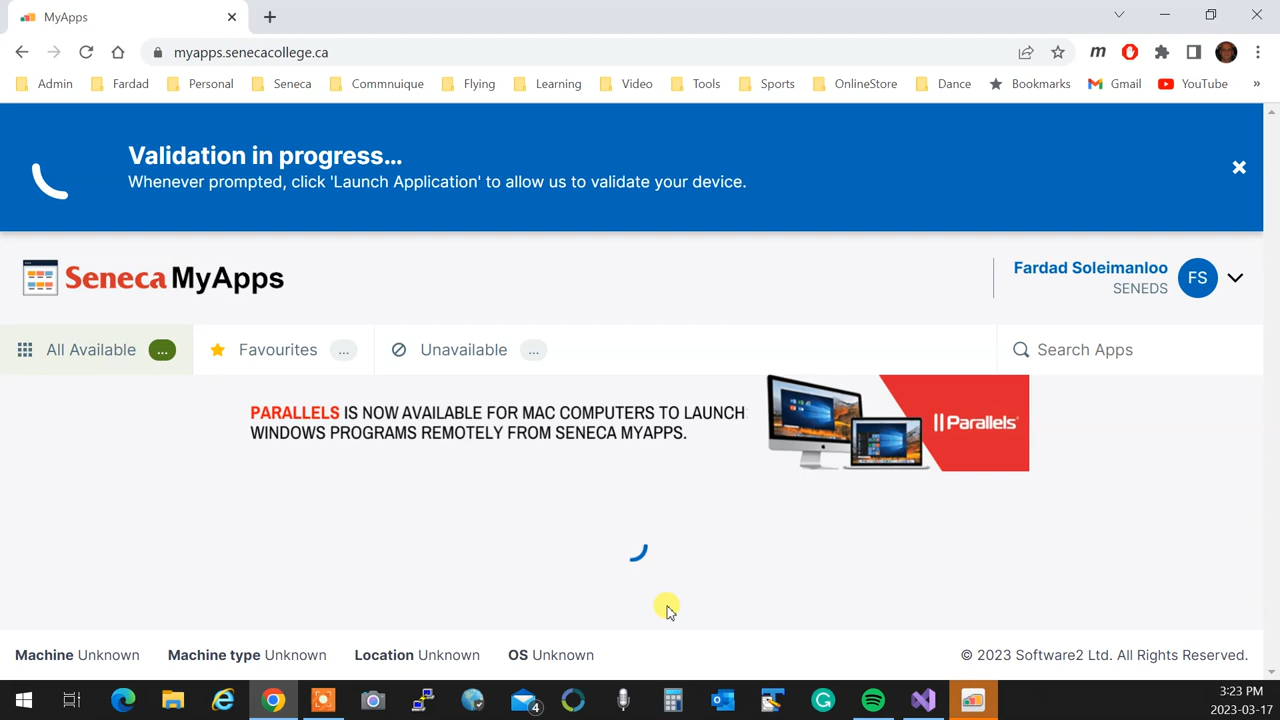 MyApps
myapps.senecacollege.ca
m
Admin Fardad Personal Seneca Commnuique Flying Learning Video Tools Sports OnlineStore Dance Bookmarks Gmail YouTube »
Validation in progress...
Whenever prompted, click 'Launch Application' to allow us to validate your device.
Seneca MyApps
Fardad Soleimanloo
SENEDS
FS
All Available ... Favourites ... Unavailable ... Search Apps
PARALLELS IS NOW AVAILABLE FOR MAC COMPUTERS TO LAUNCH
WINDOWS PROGRAMS REMOTELY FROM SENECA MYAPPS.
Parallels
Machine Unknown Machine type Unknown Location Unknown OS Unknown © 2023 Software2 Ltd. All Rights Reserved.
4
3:23 PM
2023-03-17